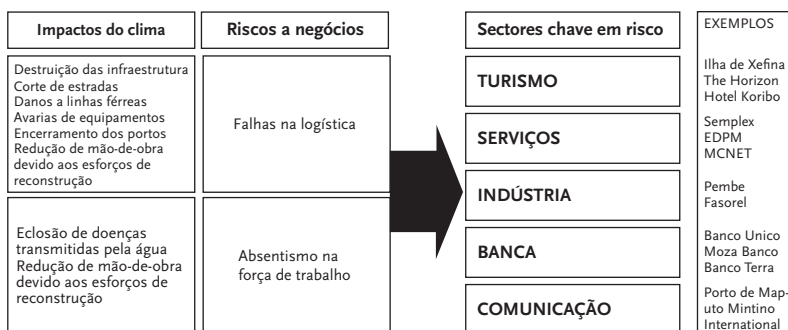 Impactos do clima
Destruição das infraestrutura
Corte de estradas
Danos a linhas férreas
Avarias de equipamentos
Encerramento dos portos
Redução de mão-de-obra
devido aos esforços de
reconstrução
Eclosão de doenças
transmitidas pela água
Redução de mão-de-obra
devido aos esforços de
reconstrução
Riscos a negócios
Falhas na logística
Absentismo na
força de trabalho
Sectores chave em risco
TURISMO
SERVIÇOS
INDÚSTRIA
BANCA
COMUNICAÇÃO
EXEMPLOS
Ilha de Xefina
The Horizon
Hotel Koribo
Semplex
EDPM
MCNET
Pembe
Fasorel
Banco Unico
Moza Banco
Banco Terra
Porto de Map-
uto Mintino
International